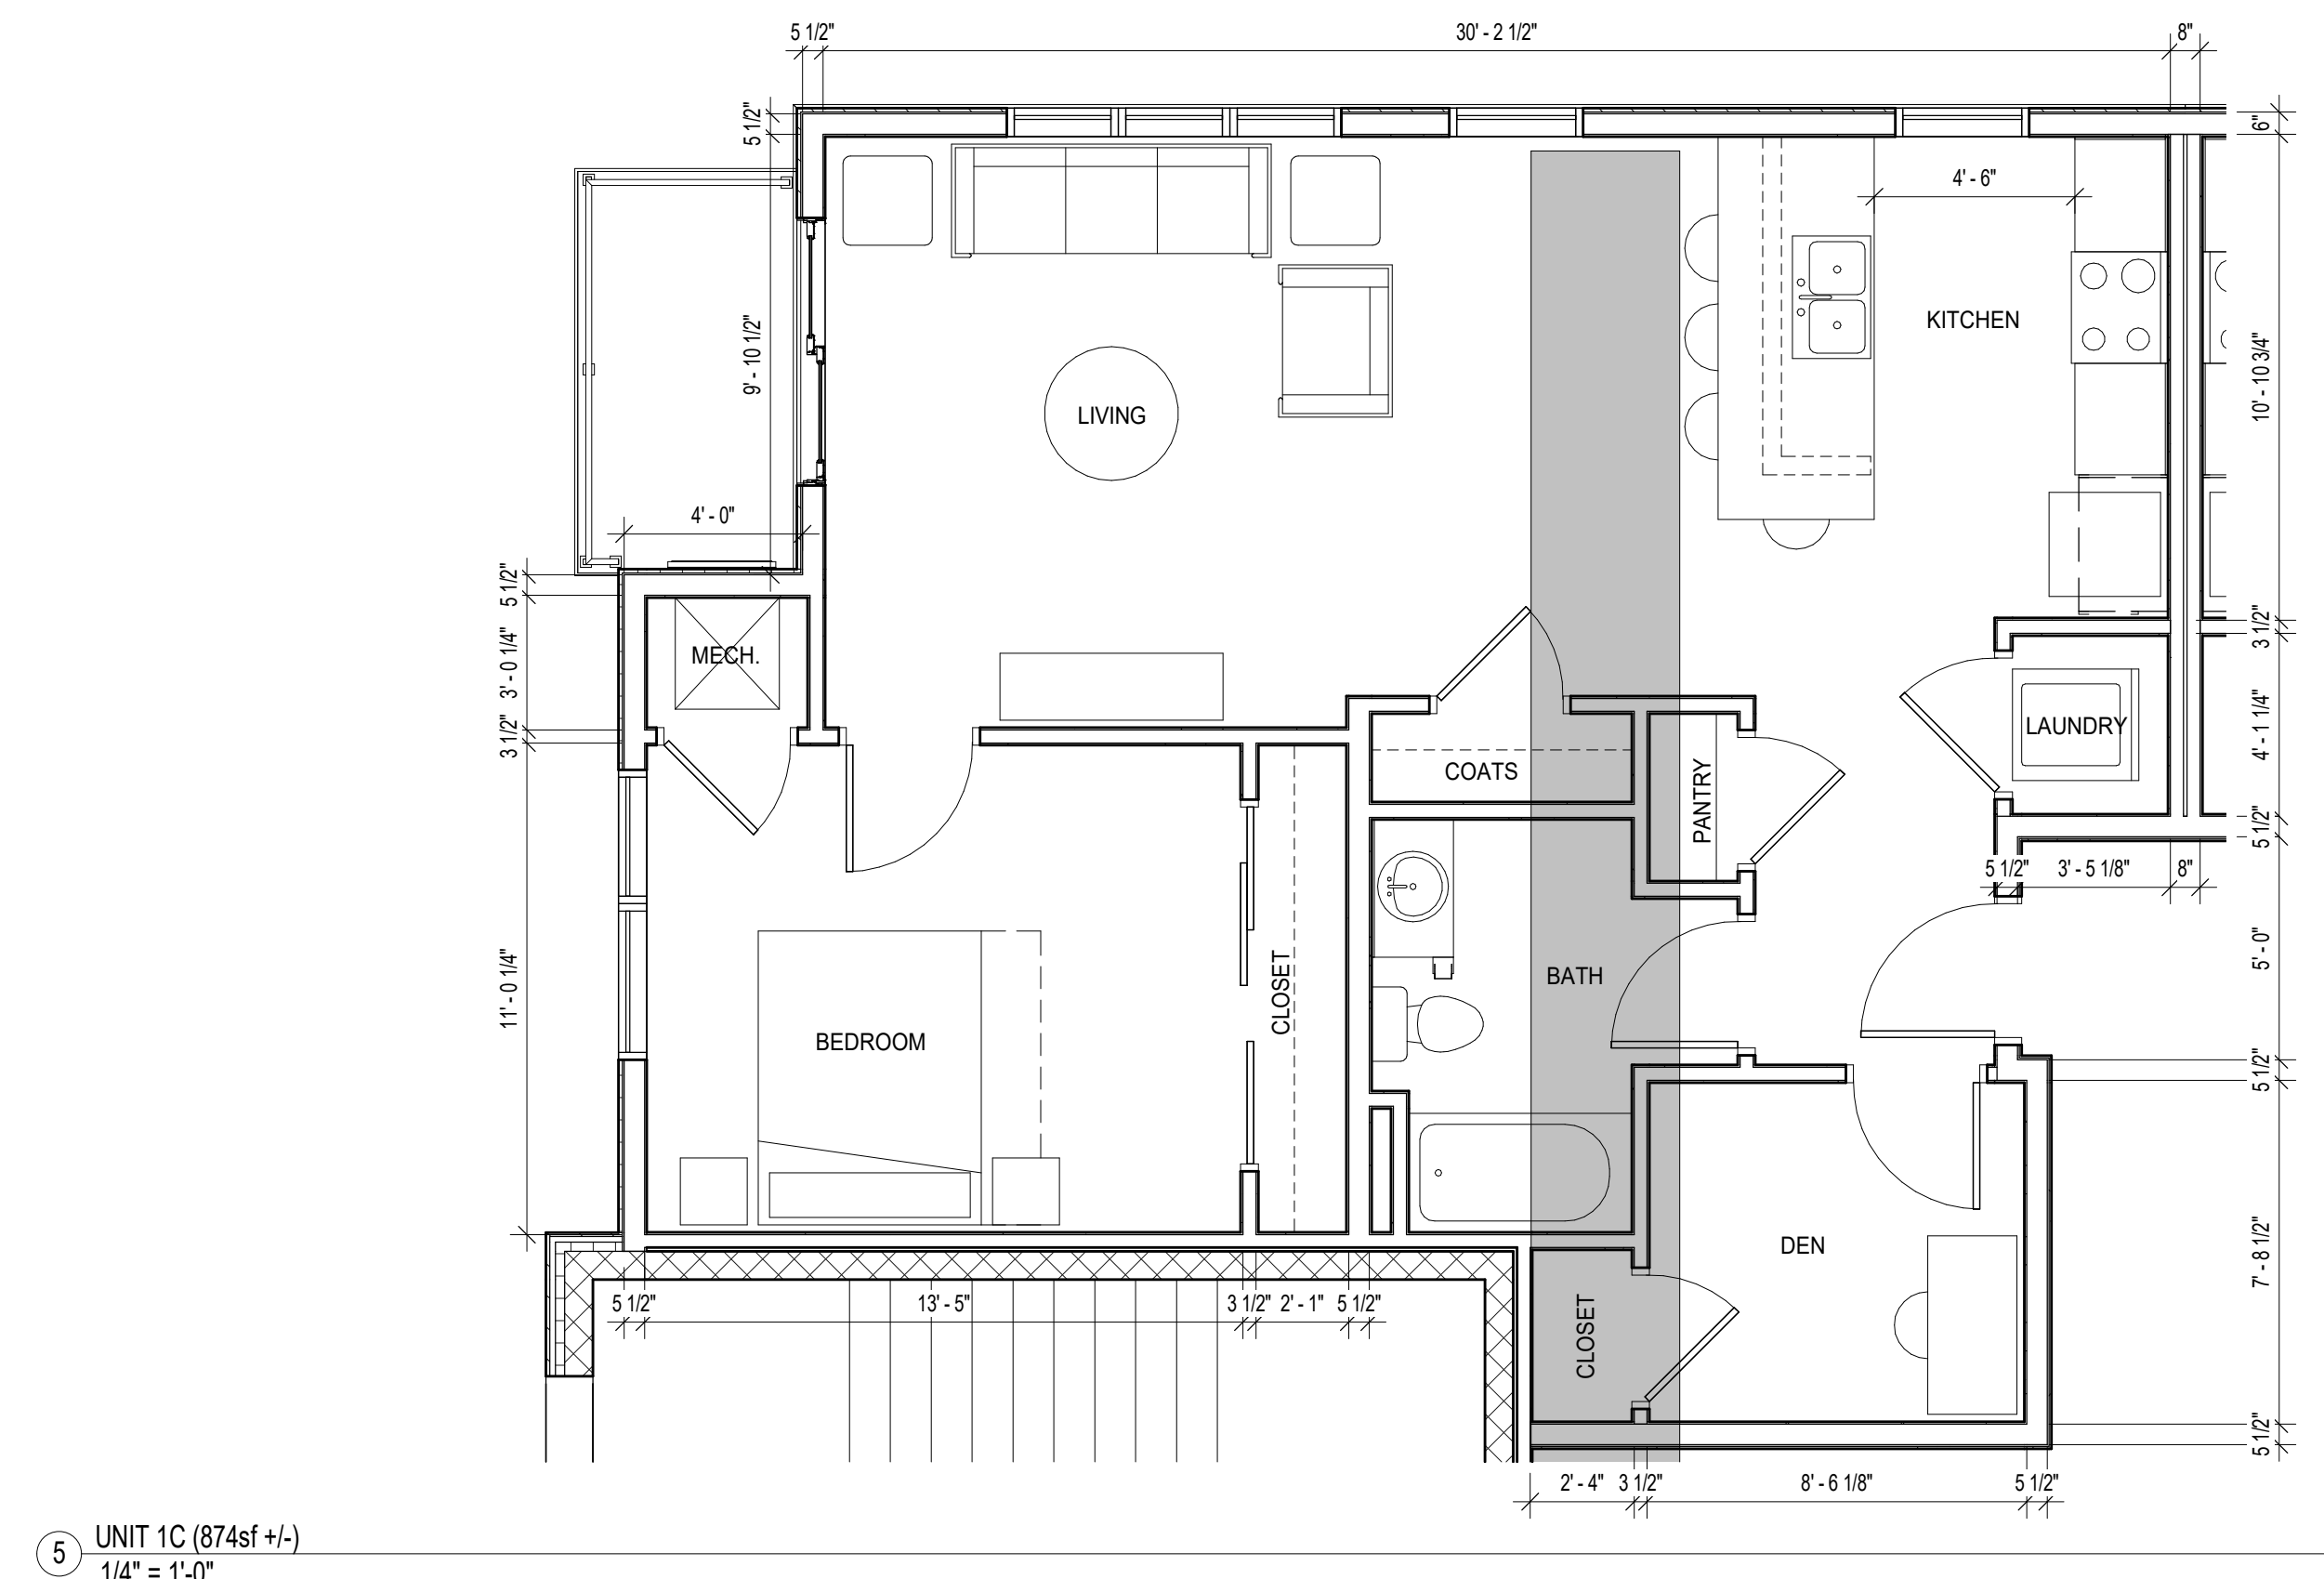 5 1/2"
30' - 2 1/2"
8"
5 1/2"
6"
4' - 6"
KITCHEN
9' - 10 1/2"
10' - 10 3/4"
LIVING
4' - 0"
5 1/2"
3' - 0 1/4"
3 1/2"
MECH.
3 1/2"
LAUNDRY
4' - 1 1/4"
COATS
PANTRY
5 1/2"
5 1/2"
3' - 5 1/8"
8"
11' - 0 1/4"
CLOSET
BATH
5' - 0"
BEDROOM
5 1/2"
DEN
7' - 8 1/2"
5 1/2"
13' - 5"
3 1/2"
2' - 1"
5 1/2"
CLOSET
5 1/2"
2' - 4"
3 1/2"
8' - 6 1/8"
5 1/2"
5
UNIT 1C (874sf +/-)
1/4" = 1'-0"